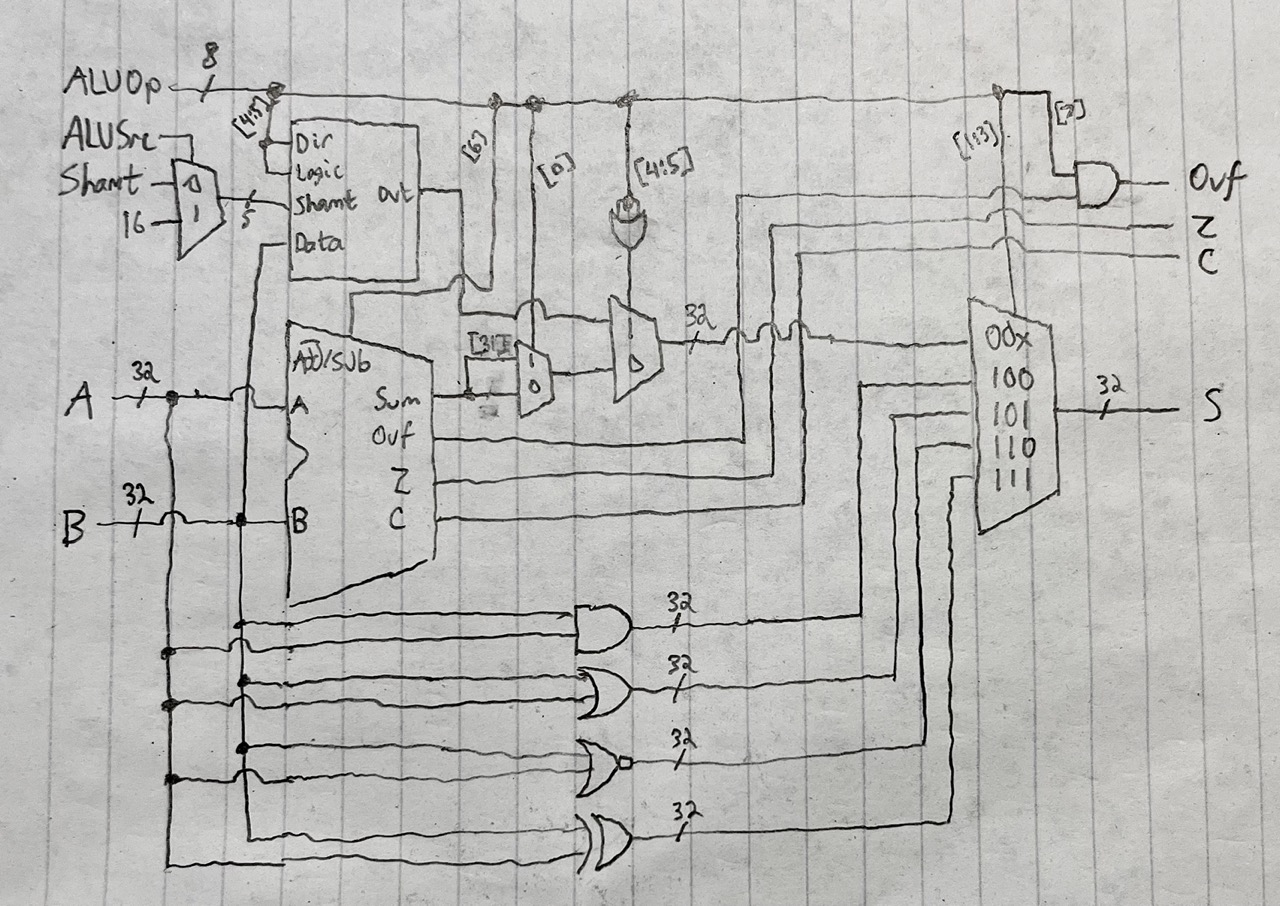 8
ALUOp
[4:5]
[6]
[0]
[4:5]
[1:3]
[7]
ALUSrc
Shamt
0
1
16
5
Dir
Logic
Shamt
Data
Out
Ovf
Z
C
32
A
32
B
Add/Sub
A
B
Sum
Ovf
Z
C
[31]
1
0
1
0
32
00x
100
101
110
111
32
S
32
32
32
32